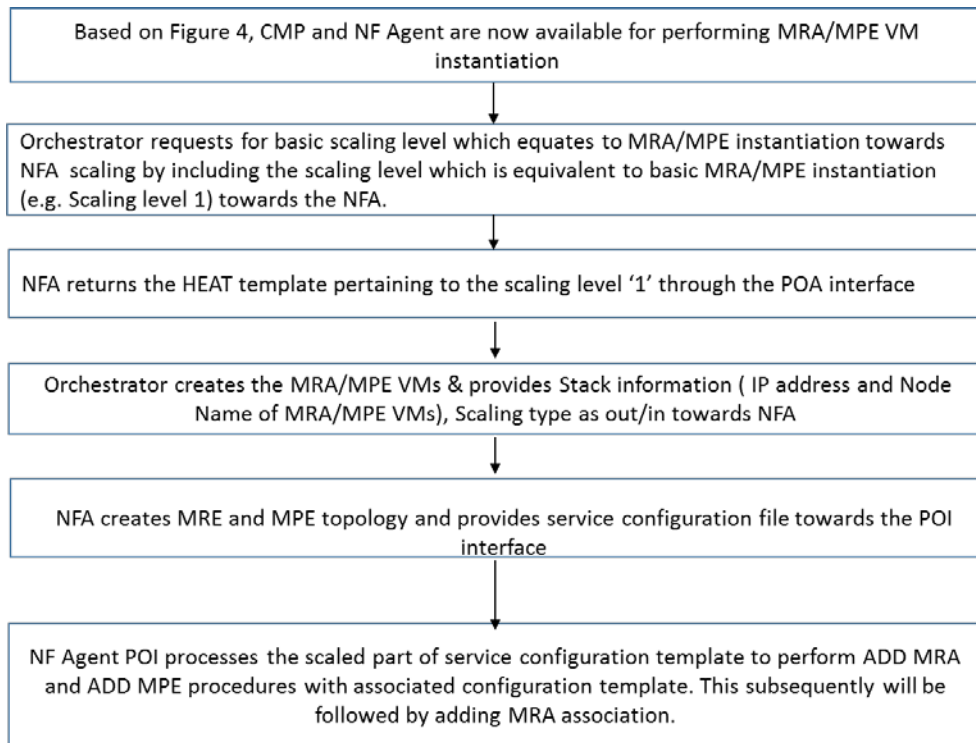 Based on Figure 4, CMP and NF Agent are now available for performing MRA/MPE VM
instantiation
Orchestrator requests for basic scaling level which equates to MRA/MPE instantiation towards
NFA scaling by including the scaling level which is equivalent to basic MRA/MPE instantiation
(e.g. Scaling level 1) towards the NFA.
NFA returns the HEAT template pertaining to the scaling level ‘1’ through the POA interface
Orchestrator creates the MRA/MPE VMs & provides Stack information ( IP address and Node
Name of MRA/MPE VMs), Scaling type as out/in towards NFA
NFA creates MRE and MPE topology and provides service configuration file towards the POI
interface
NF Agent POI processes the scaled part of service configuration template to perform ADD MRA
and ADD MPE procedures with associated configuration template. This subsequently will be
followed by adding MRA association.